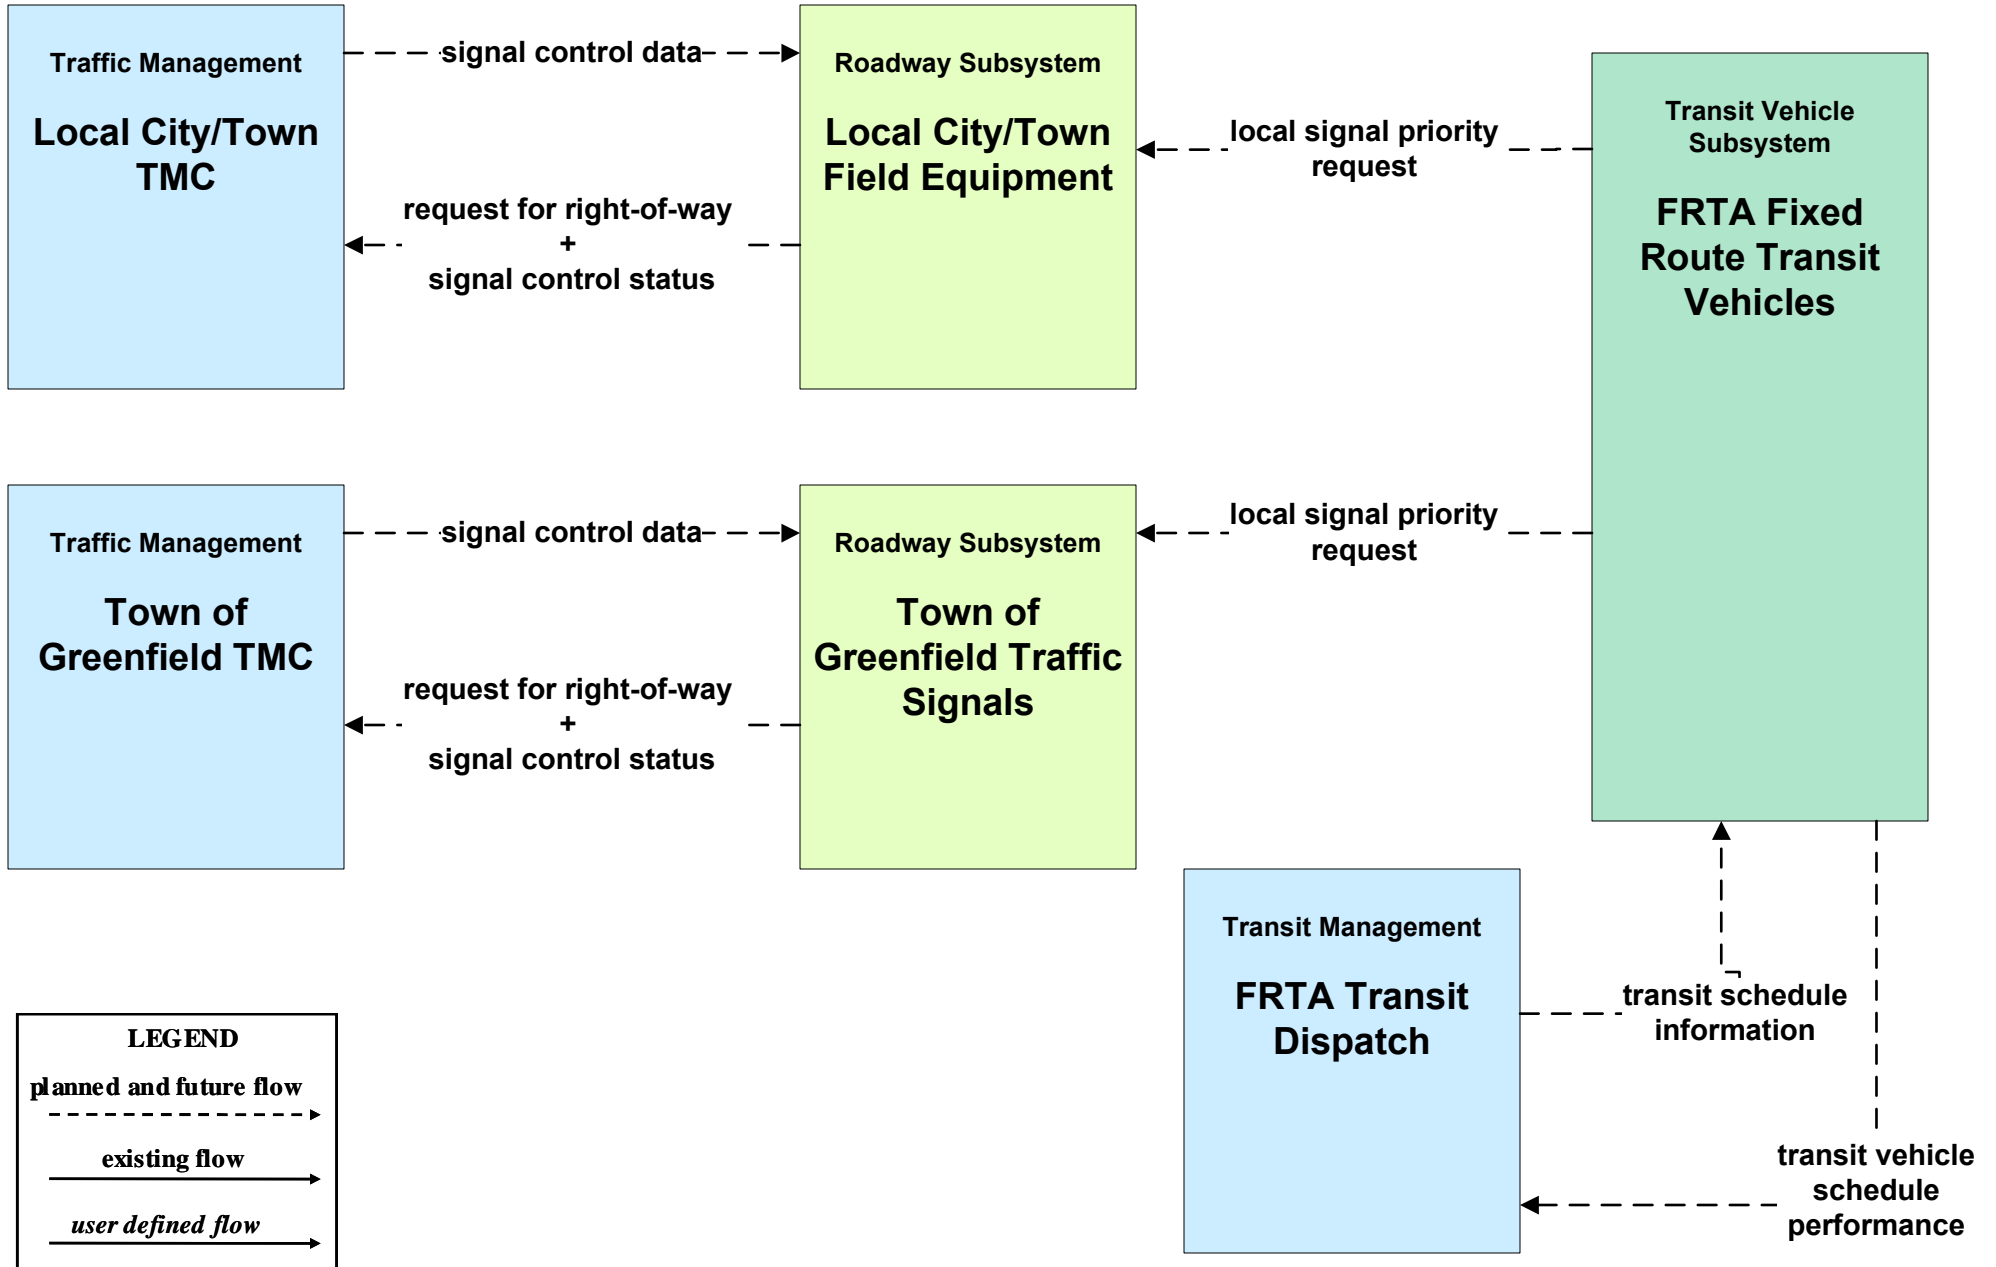 Traffic Management
Local City/Town
TMC
signal control data
request for right-of-way
+
signal control status
Roadway Subsystem
Local City/Town
Field Equipment
local signal priority
request
Transit Vehicle
Subsystem
FRTA Fixed
Route Transit
Vehicles
Traffic Management
Town of
Greenfield TMC
signal control data
request for right-of-way
+
signal control status
Roadway Subsystem
Town of
Greenfield Traffic
Signals
local signal priority
request
Transit Management
FRTA Transit
Dispatch
transit schedule
information
transit vehicle
schedule
performance
LEGEND
planned and future flow
existing flow
user defined flow